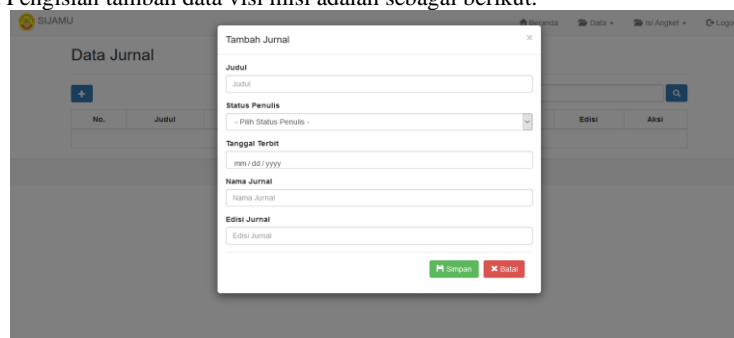 Pengisian tambah data visi misi adalah sebagai berikut:
SIJAMU Beranda Data Isi Angket Logo
Tambah Jurnal ×
Data Jurnal
Judul
Judul
Status Penulis
- Pilih Status Penulis -
No. Judul Edisi Aksi
Tanggal Terbit
mm / dd / yyyy
Nama Jurnal
Nama Jurnal
Edisi Jurnal
Edisi Jurnal
Simpan Batal